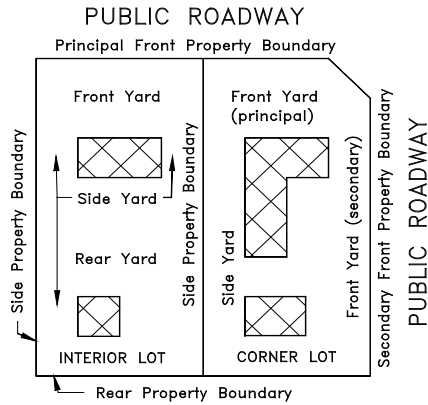 PUBLIC ROADWAY
Principal Front Property Boundary
Front Yard
Front Yard
(principal)
Side Property Boundary
Side Yard
Side Property Boundary
Rear Yard
Side Yard
Front Yard (secondary)
Secondary Front Property Boundary
PUBLIC ROADWAY
INTERIOR LOT
CORNER LOT
Rear Property Boundary